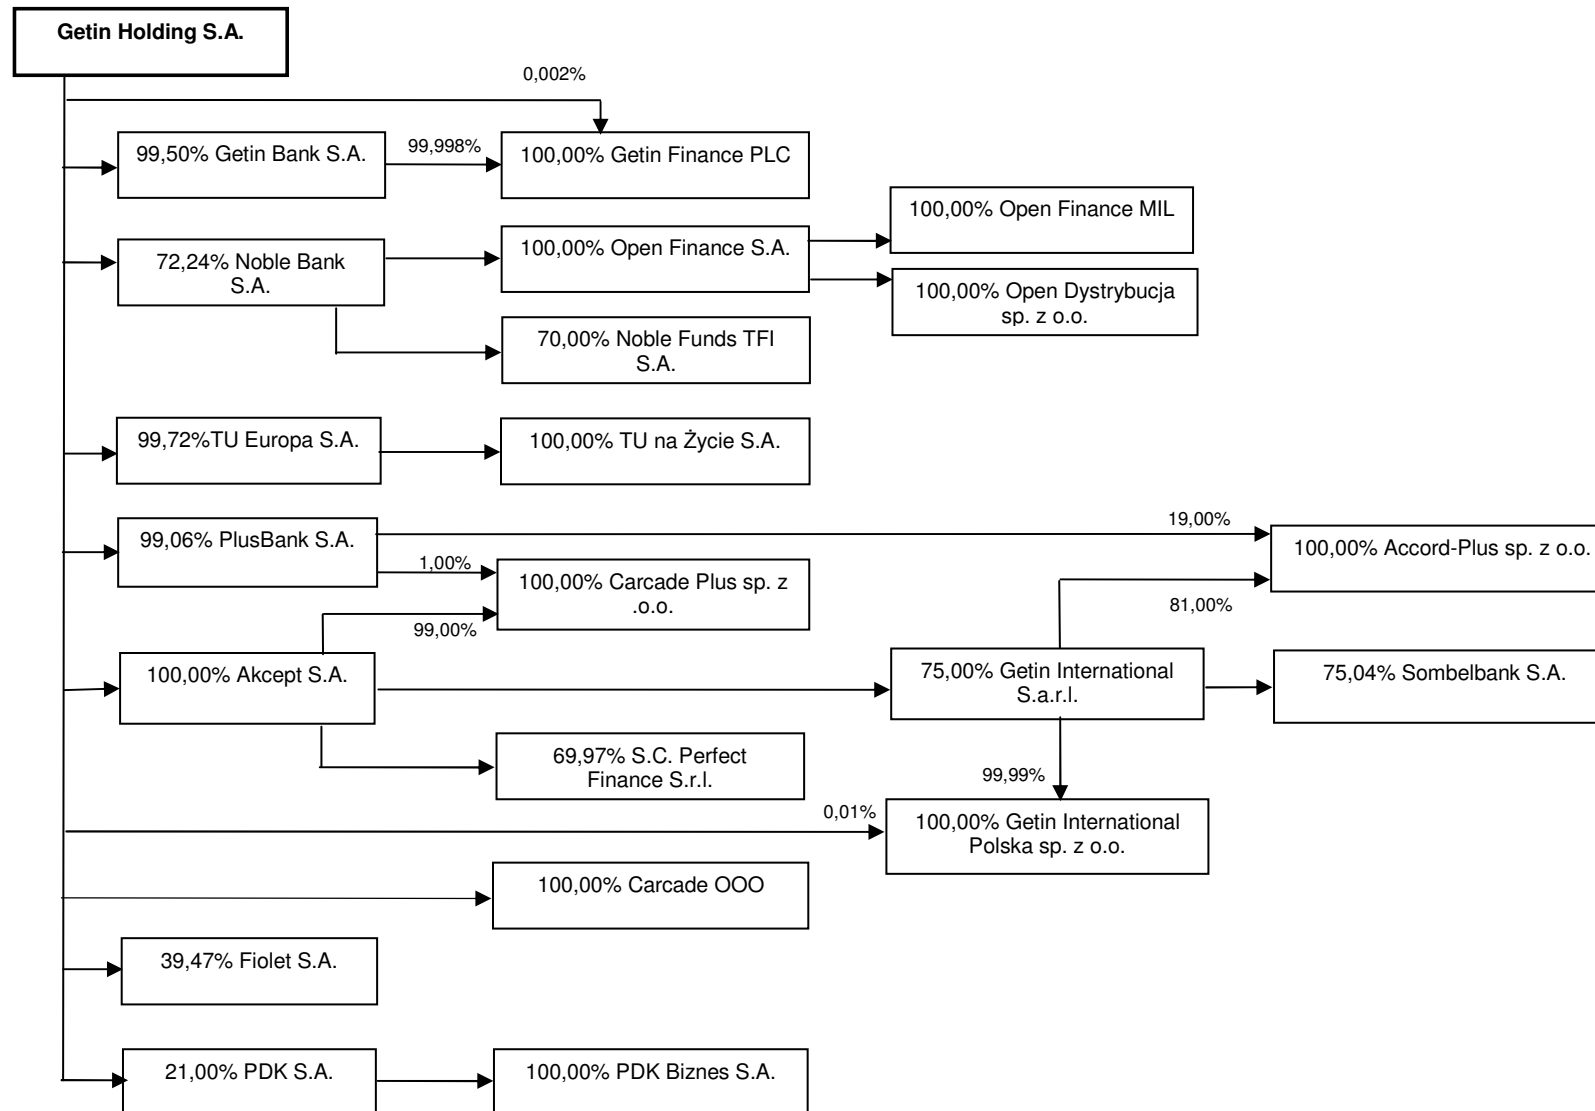 Getin Holding S.A.
0,002%
99,50% Getin Bank S.A.
99,998%
100,00% Getin Finance PLC
100,00% Open Finance MIL
72,24% Noble Bank
S.A.
100,00% Open Finance S.A.
100,00% Open Dystrybucja
sp. z o.o.
70,00% Noble Funds TFI
S.A.
99,72%TU Europa S.A.
100,00% TU na Życie S.A.
99,06% PlusBank S.A.
19,00%
100,00% Accord-Plus sp. z o.o.
1,00%
100,00% Carcade Plus sp. z
.o.o.
99,00%
81,00%
100,00% Akcept S.A.
75,00% Getin International
S.a.r.l.
75,04% Sombelbank S.A.
69,97% S.C. Perfect
Finance S.r.l.
99,99%
0,01%
100,00% Getin International
Polska sp. z o.o.
100,00% Carcade OOO
39,47% Fiolet S.A.
21,00% PDK S.A.
100,00% PDK Biznes S.A.